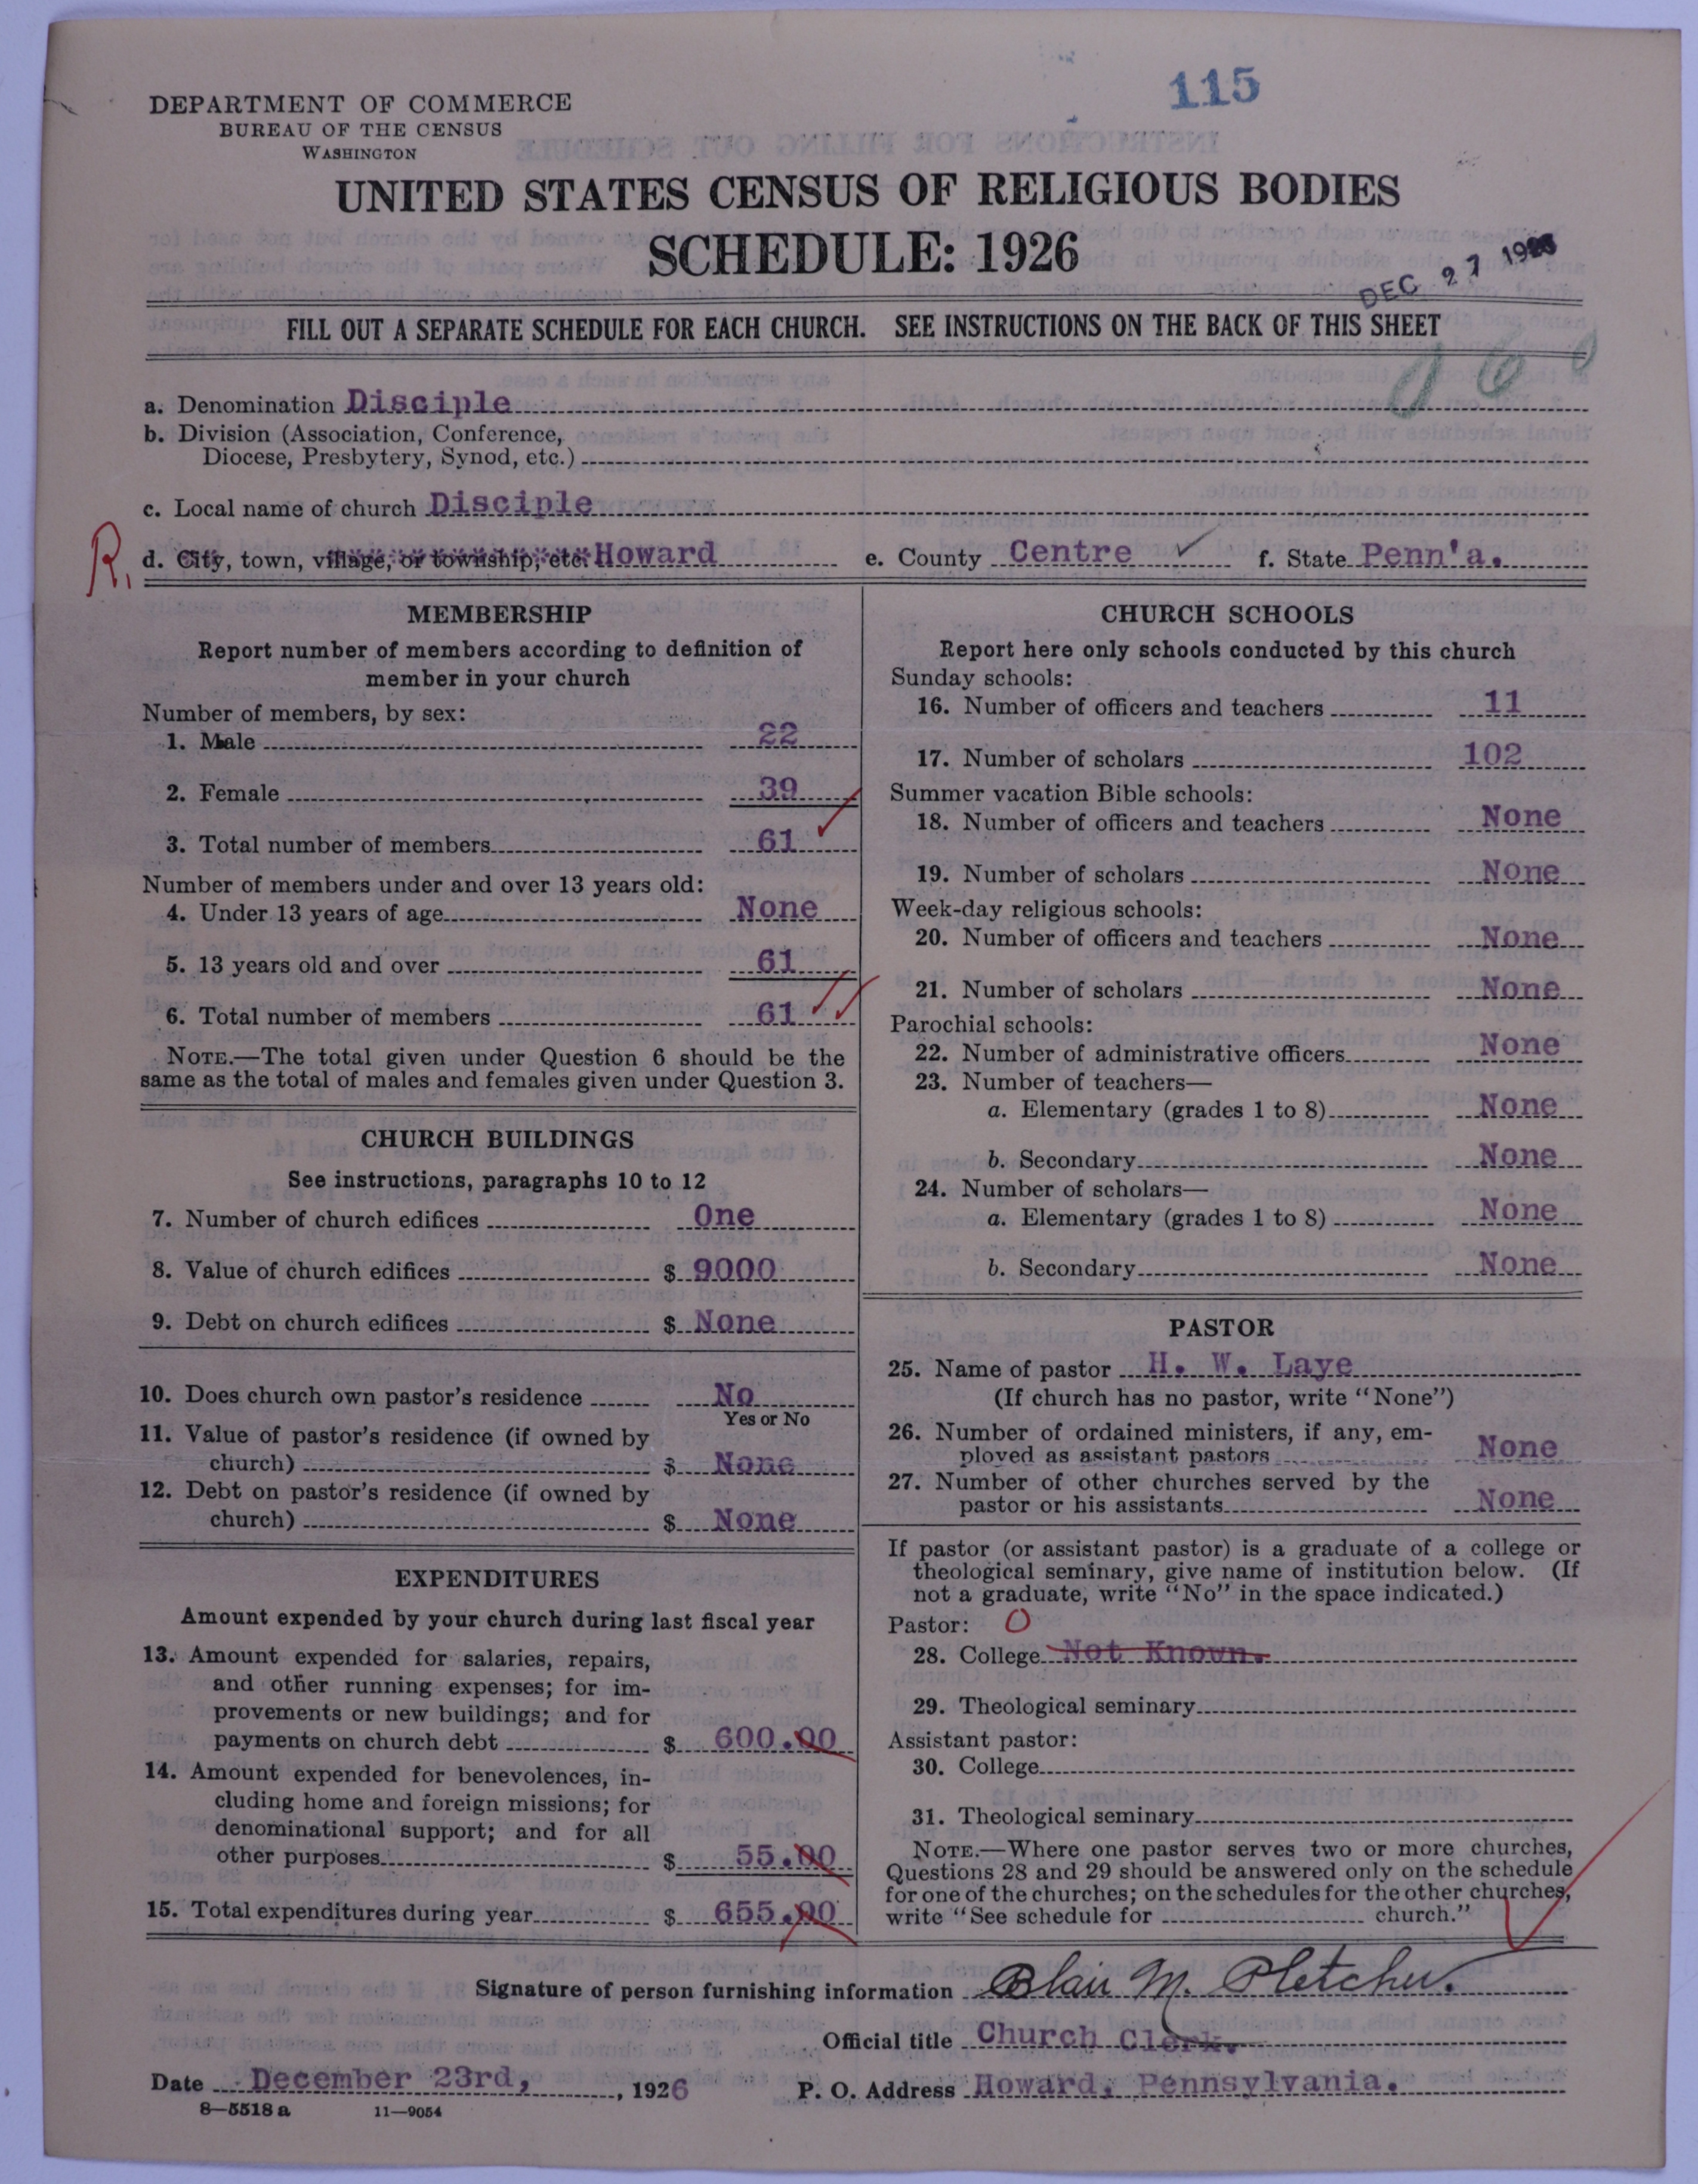 115
DEPARTMENT OF COMMERCE
BUREAU OF THE CENSUS
WASHINGTON
UNITED STATES CENSUS OF RELIGIOUS BODIES
SCHEDULE: 1926
DEC 27 1926
FILL OUT A SEPARATE SCHEDULE FOR EACH CHURCH. SEE INSTRUCTIONS ON THE BACK OF THIS SHEET
a. Denomination Disciple
b. Division (Association, Conference,
Diocese, Presbytery, Synod, etc.)
c. Local name of church Disciple
R.
d. City, town, village, or township, etc. Howard e. County Centre ✓ f. State Penn'a.
MEMBERSHIP
Report number of members according to definition of
member in your church
Number of members, by sex:
1. Male 22
2. Female 39
3. Total number of members 61
Number of members under and over 13 years old:
4. Under 13 years of age None
5. 13 years old and over 61
6. Total number of members 61
NOTE.—The total given under Question 6 should be the
same as the total of males and females given under Question 3.
CHURCH BUILDINGS
See instructions, paragraphs 10 to 12
7. Number of church edifices One
8. Value of church edifices $ 9000
9. Debt on church edifices $ None
10. Does church own pastor's residence No
Yes or No
11. Value of pastor's residence (if owned by
church) $ None
12. Debt on pastor's residence (if owned by
church) $ None
EXPENDITURES
Amount expended by your church during last fiscal year
13. Amount expended for salaries, repairs,
and other running expenses; for im-
provements or new buildings; and for
payments on church debt $ 600.00
14. Amount expended for benevolences, in-
cluding home and foreign missions; for
denominational support; and for all
other purposes $ 55.00
15. Total expenditures during year $ 655.00
CHURCH SCHOOLS
Report here only schools conducted by this church
Sunday schools:
16. Number of officers and teachers 11
17. Number of scholars 102
Summer vacation Bible schools:
18. Number of officers and teachers None
19. Number of scholars None
Week-day religious schools:
20. Number of officers and teachers None
21. Number of scholars None
Parochial schools:
22. Number of administrative officers None
23. Number of teachers—
a. Elementary (grades 1 to 8) None
b. Secondary None
24. Number of scholars—
a. Elementary (grades 1 to 8) None
b. Secondary None
PASTOR
25. Name of pastor H. W. Laye
(If church has no pastor, write "None")
26. Number of ordained ministers, if any, em-
ployed as assistant pastors None
27. Number of other churches served by the
pastor or his assistants None
If pastor (or assistant pastor) is a graduate of a college or
theological seminary, give name of institution below. (If
not a graduate, write "No" in the space indicated.)
Pastor: O
28. College Not Known.
29. Theological seminary
Assistant pastor:
30. College
31. Theological seminary
NOTE.—Where one pastor serves two or more churches,
Questions 28 and 29 should be answered only on the schedule
for one of the churches; on the schedules for the other churches,
write "See schedule for church."
Signature of person furnishing information Blair M. Pletcher.
Official title Church Clerk.
Date December 23rd, , 1926 P. O. Address Howard, Pennsylvania.
8—5518 a 11—9054